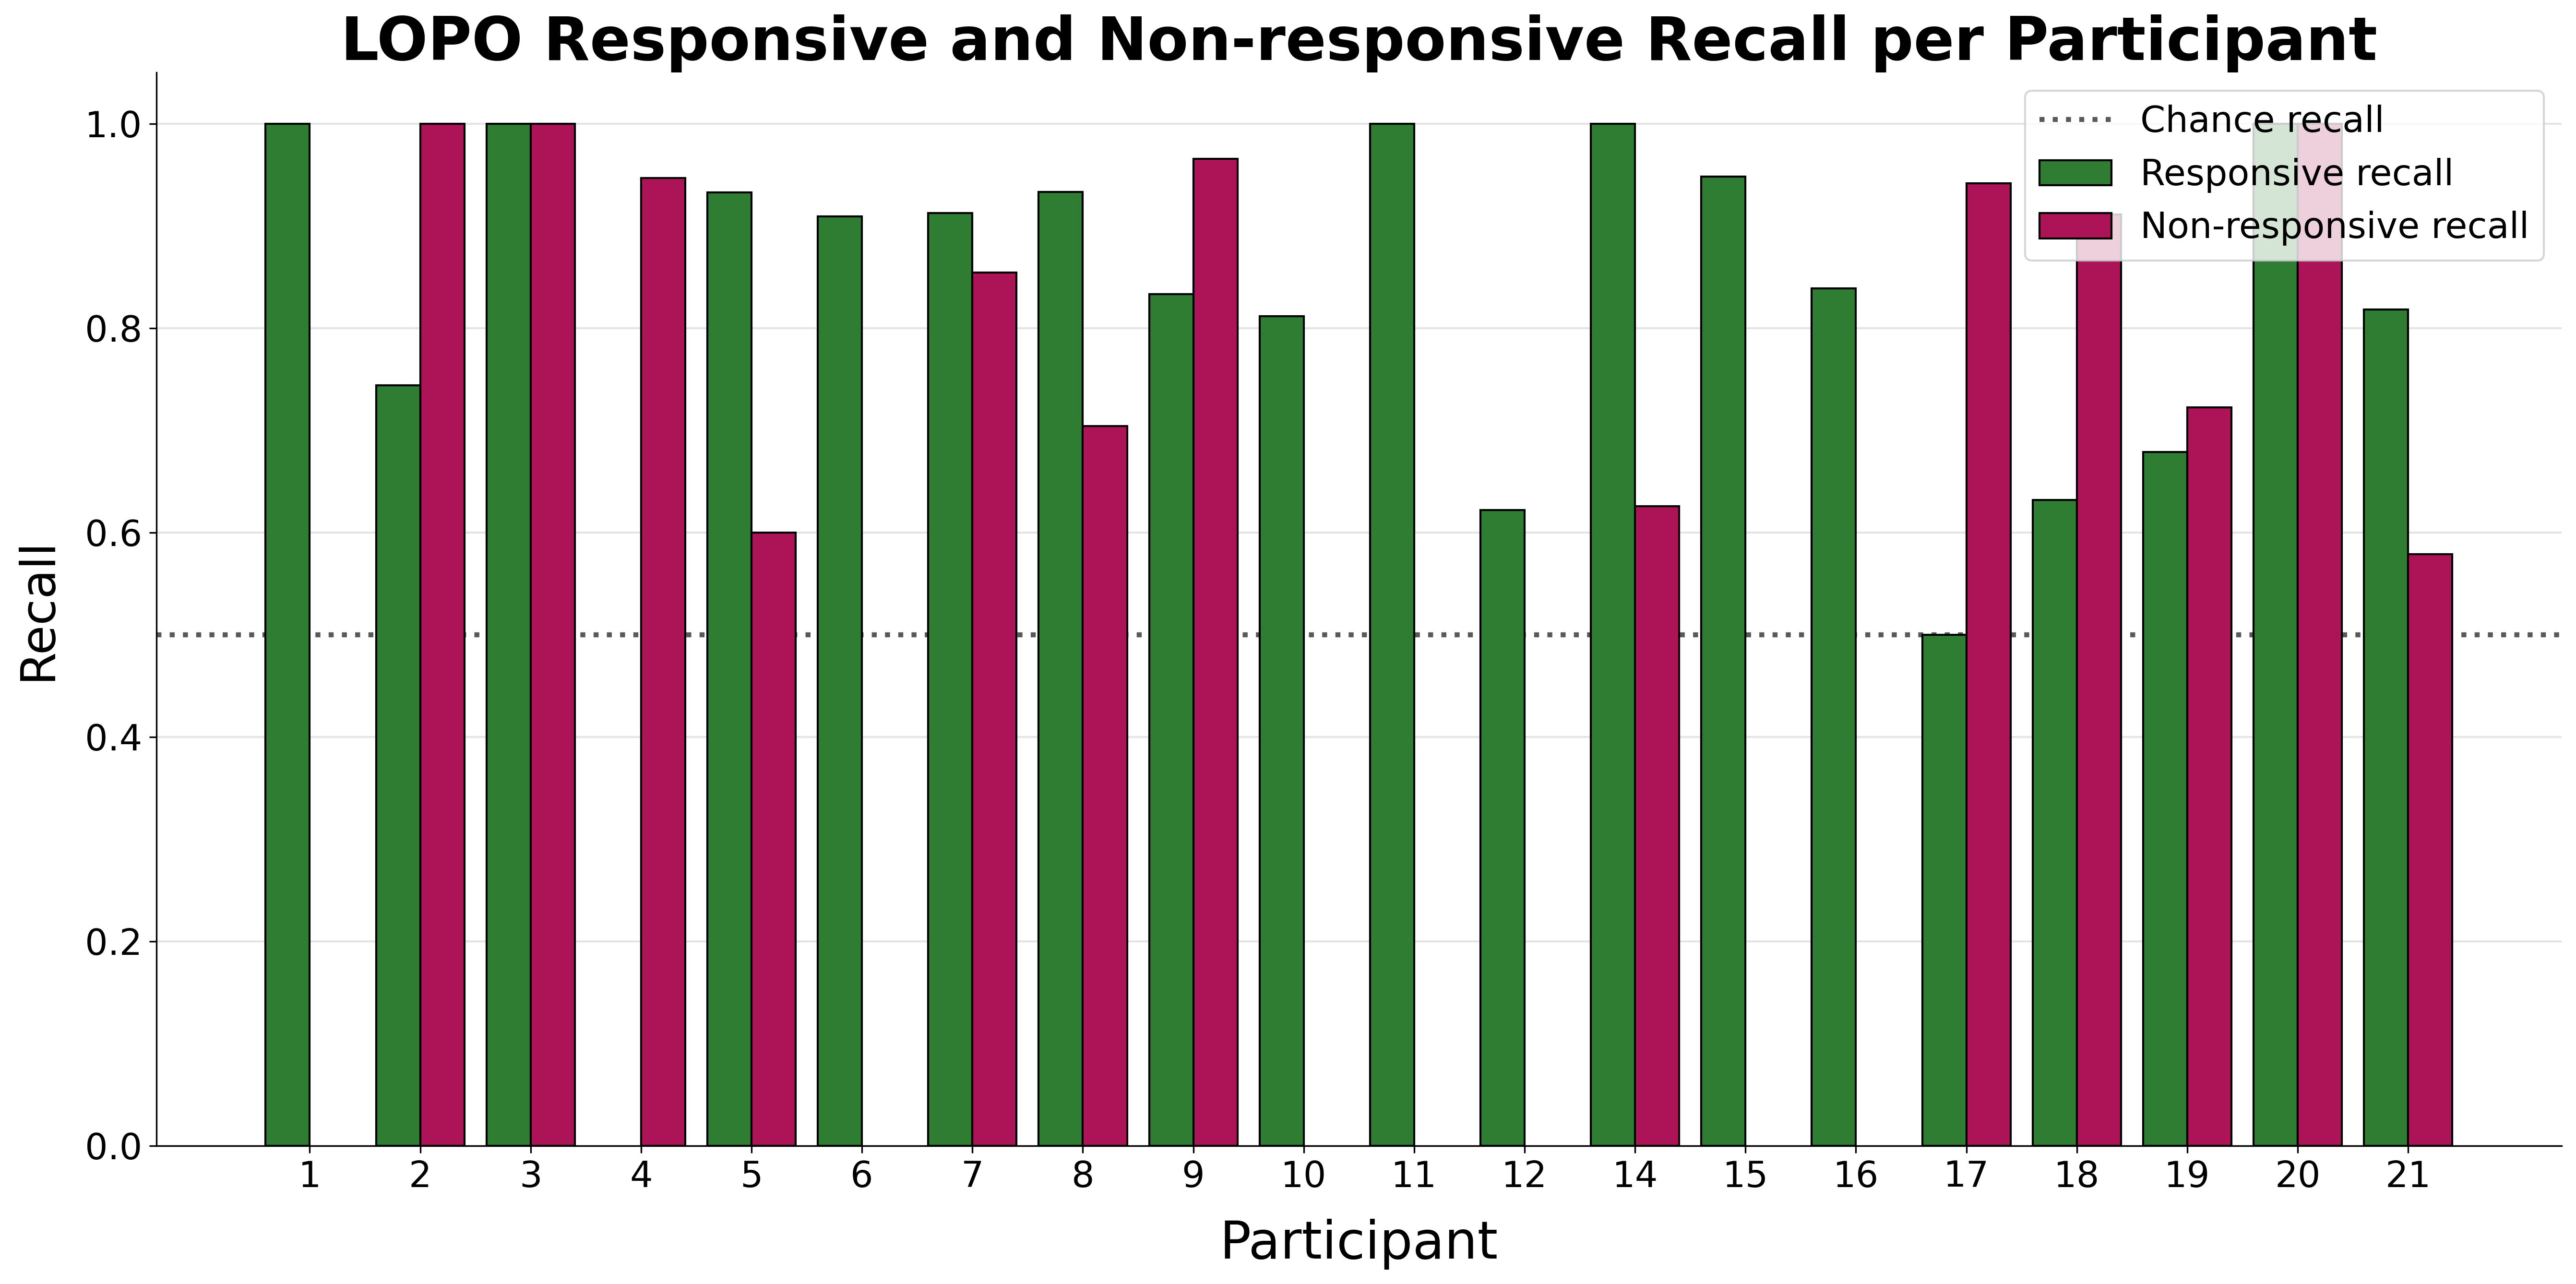 LOPO Responsive and Non-responsive Recall per Participant
Chance recall
Responsive recall
Non-responsive recall
1.0
0.8
0.6
0.4
0.2
0.0
Recall
1 2 3 4 5 6 7 8 9 10 11 12 14 15 16 17 18 19 20 21
Participant